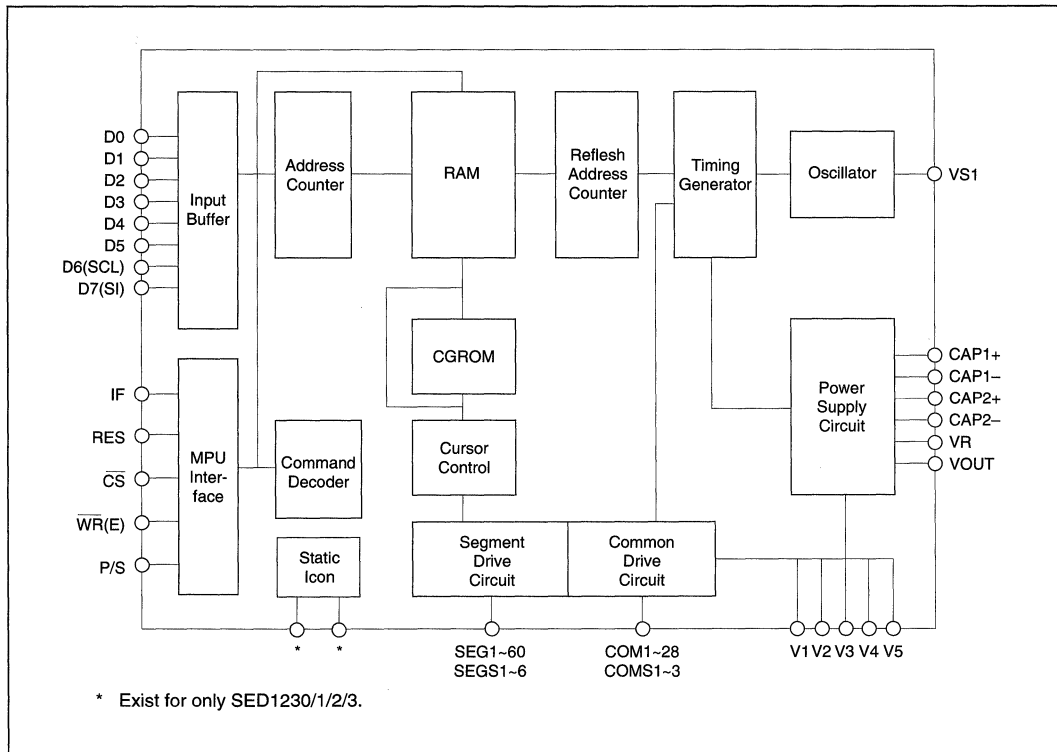 D0
D1
D2
D3
D4
D5
D6(SCL)
D7(SI)
IF
RES
CS
WR(E)
P/S
Input
Buffer
MPU
Inter-
face
Address
Counter
Command
Decoder
Static
Icon
RAM
CGROM
Cursor
Control
Segment
Drive
Circuit
Common
Drive
Circuit
Reflesh
Address
Counter
Timing
Generator
Oscillator
Power
Supply
Circuit
VS1
CAP1+
CAP1–
CAP2+
CAP2–
VR
VOUT
*
*
SEG1~60
SEGS1~6
COM1~28
COMS1~3
V1 V2 V3 V4 V5
* Exist for only SED1230/1/2/3.